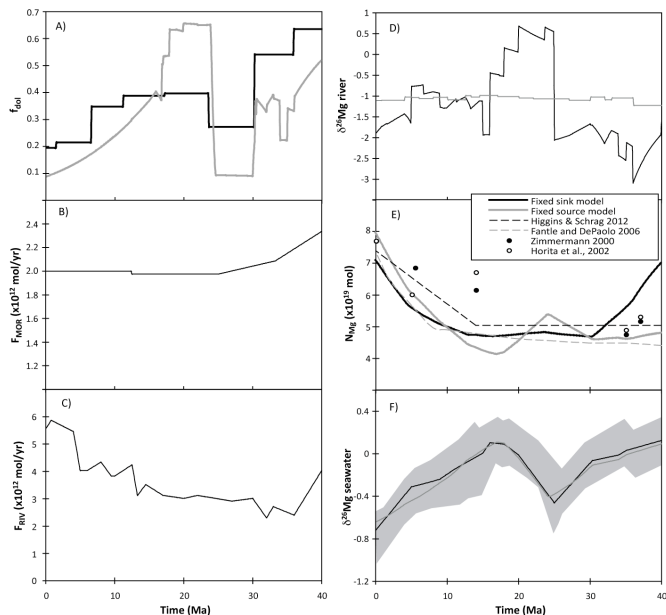 A)
0.7
0.6
0.5
0.4
0.3
0.2
0.1
f_dol
B)
2.4
2.2
2.0
1.8
1.6
1.4
1.2
F_MOR (x10^12 mol/yr)
C)
6
5
4
3
2
1
0
F_RIV (x10^12 mol/yr)
0 10 20 30 40
Time (Ma)
D)
2
1.5
1
0.5
0
-0.5
-1
-1.5
-2
-2.5
-3
δ²⁶Mg river
Fixed sink model
Fixed source model
Higgins & Schrag 2012
Fantle and DePaolo 2006
Zimmermann 2000
Horita et al., 2002
E)
8
7
6
5
4
N_Mg (x10^19 mol)
F)
0.4
0
-0.4
-0.8
-1.2
δ²⁶Mg seawater
0 10 20 30 40
Time (Ma)